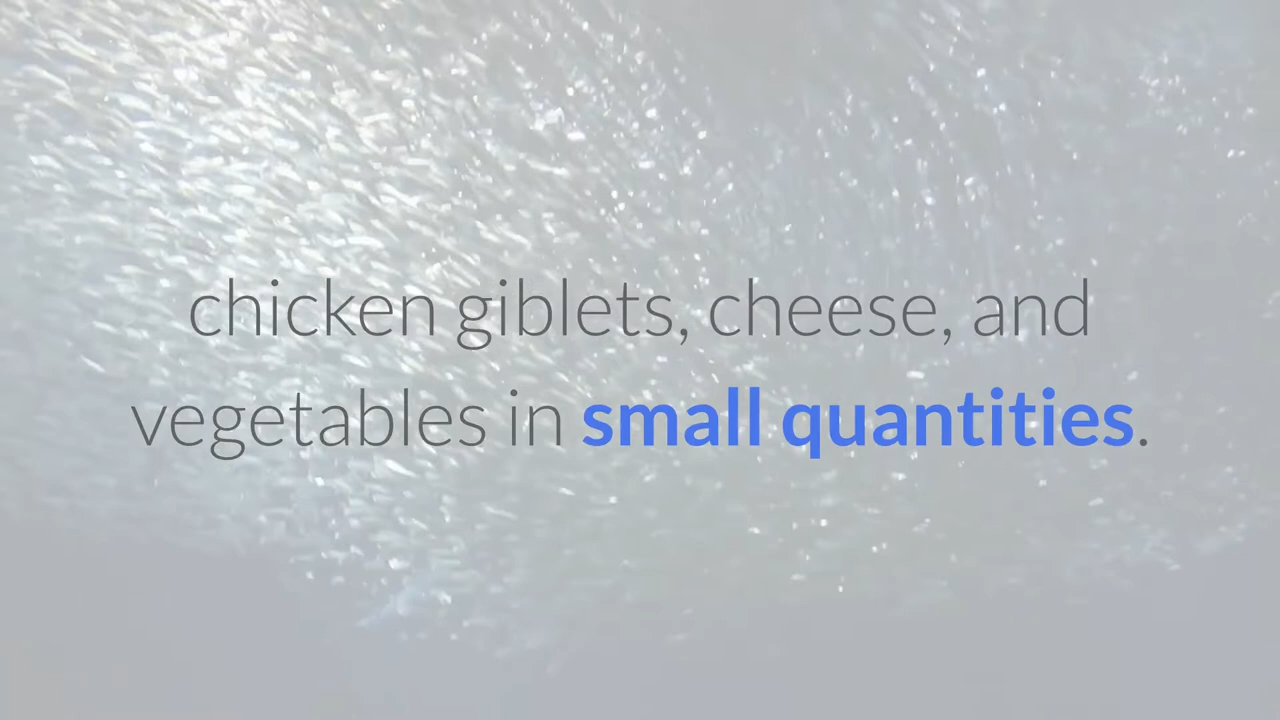 chicken giblets, cheese, and
vegetables in small quantities.